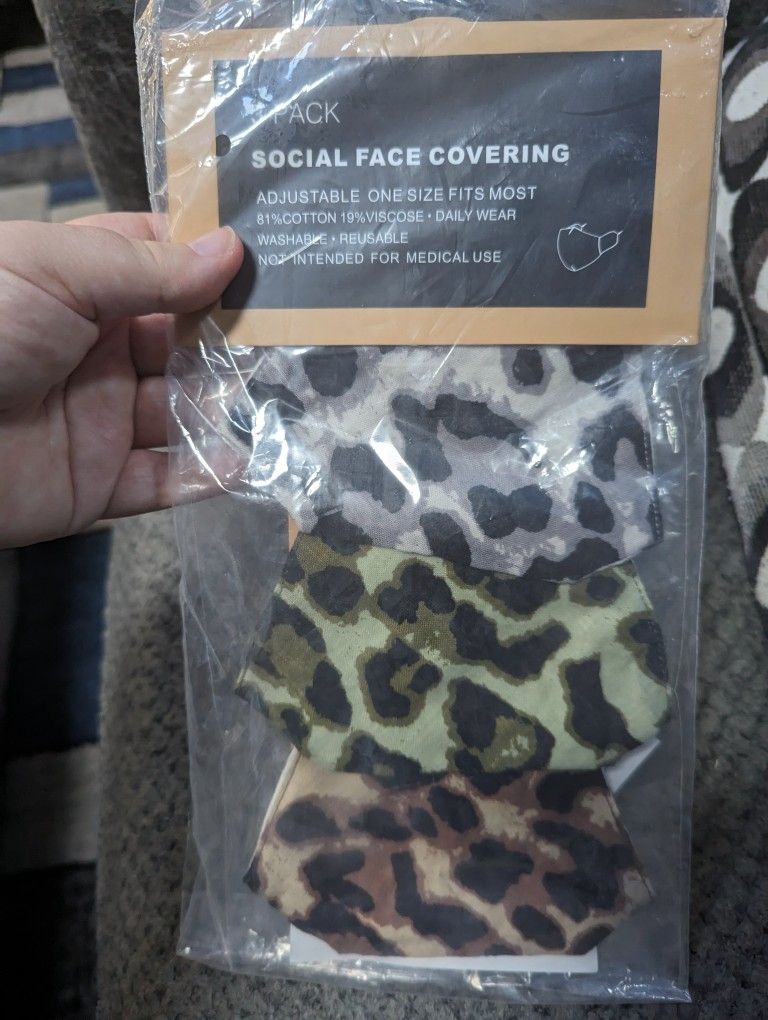 PACK
SOCIAL FACE COVERING
ADJUSTABLE ONE SIZE FITS MOST
81%COTTON 19%VISCOSE • DAILY WEAR
WASHABLE • REUSABLE
NOT INTENDED FOR MEDICAL USE